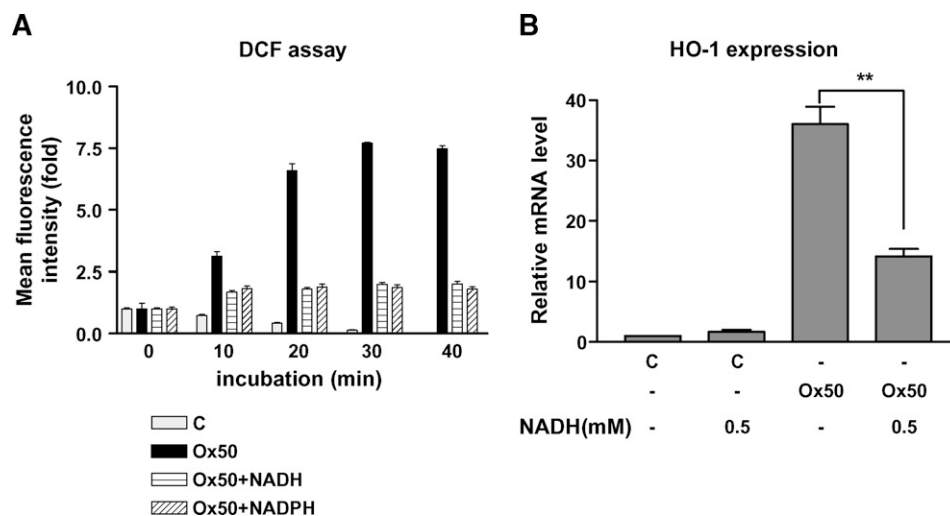 A
DCF assay
Mean fluorescence
intensity (fold)
10.0
7.5
5.0
2.5
0.0
0 10 20 30 40
incubation (min)
C
Ox50
Ox50+NADH
Ox50+NADPH
B
HO-1 expression
**
Relative mRNA level
40
30
20
10
0
C C - -
- - Ox50 Ox50
NADH(mM) - 0.5 - 0.5